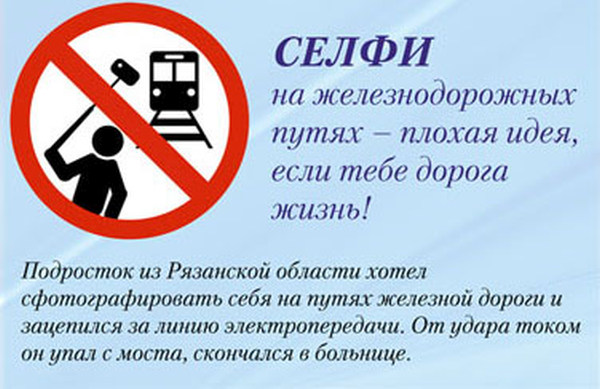 СЕЛФИ
на железнодорожных
путях – плохая идея,
если тебе дорога
жизнь!
Подросток из Рязанской области хотел
сфотографировать себя на путях железной дороги и
зацепился за линию электропередачи. От удара током
он упал с моста, скончался в больнице.